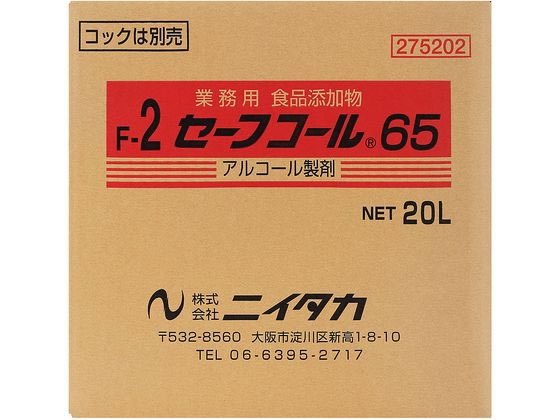 コックは別売
275202
業務用 食品添加物
F-2 セーフコール® 65
アルコール製剤
NET 20L
株式会社 ニイタカ
〒532-8560 大阪市淀川区新高1-8-10
TEL 06-6395-2717